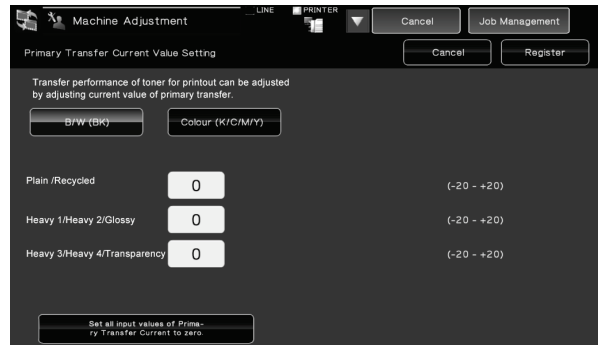 LINE
PRINTER
Machine Adjustment
Cancel
Job Management
Primary Transfer Current Value Setting
Cancel
Register
Transfer performance of toner for printout can be adjusted
by adjusting current value of primary transfer.
B/W (BK)
Colour (K/C/M/Y)
Plain /Recycled
0
(-20 - +20)
Heavy 1/Heavy 2/Glossy
0
(-20 - +20)
Heavy 3/Heavy 4/Transparency
0
(-20 - +20)
Set all input values of Prima-
ry Transfer Current to zero.